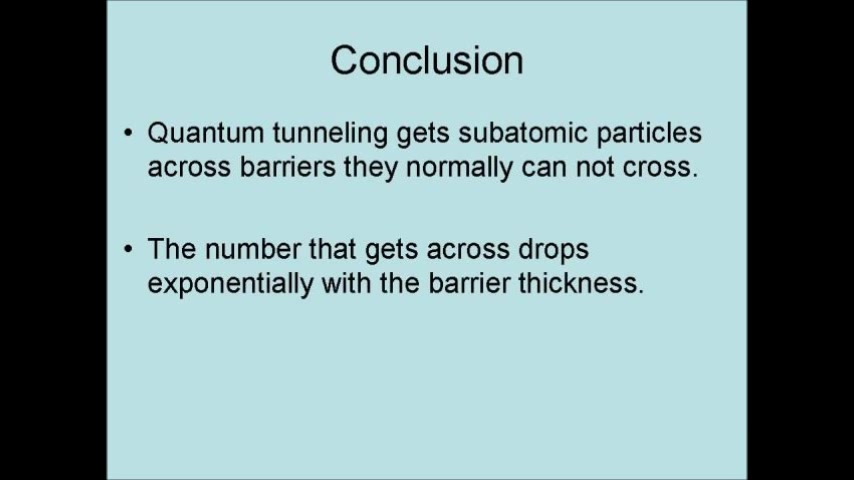 Conclusion
• Quantum tunneling gets subatomic particles
across barriers they normally can not cross.
• The number that gets across drops
exponentially with the barrier thickness.